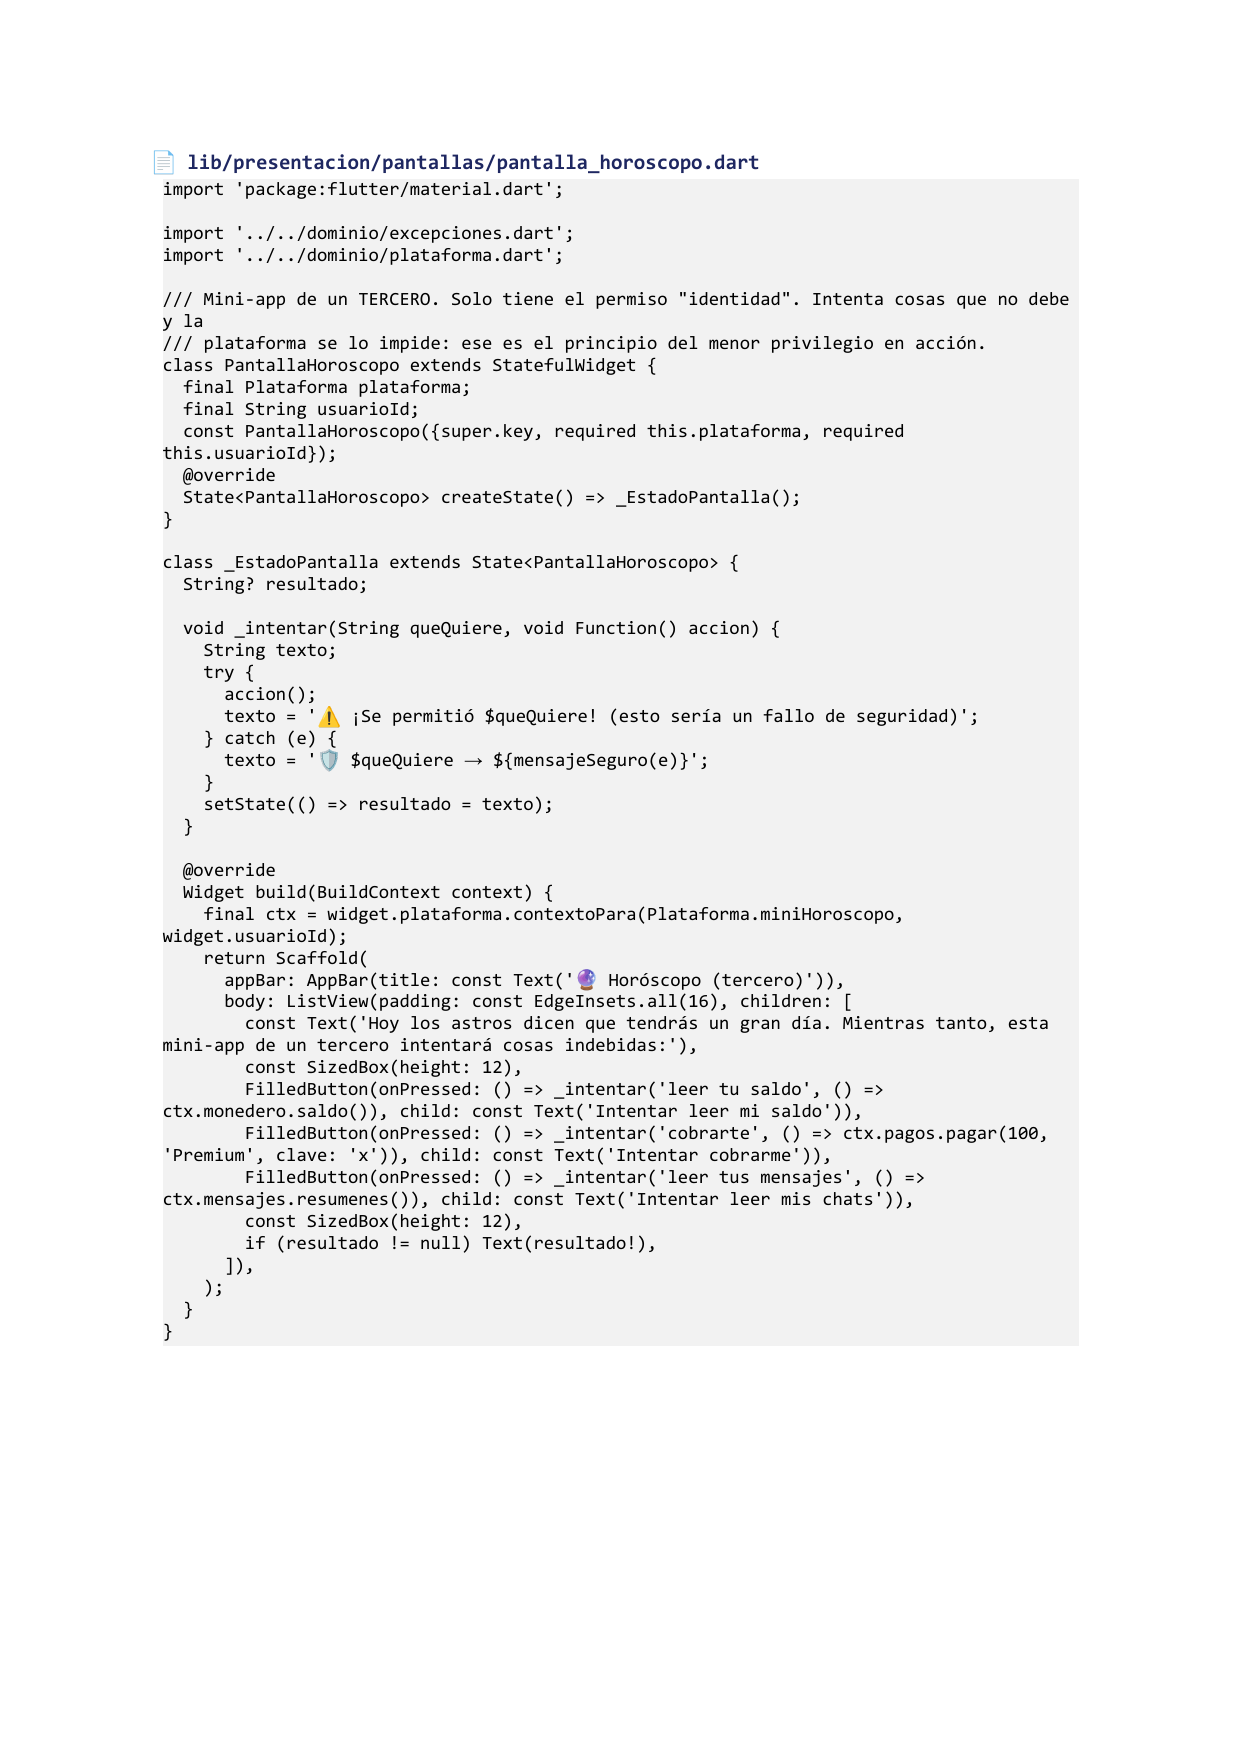 📄 lib/presentacion/pantallas/pantalla_horoscopo.dart
import 'package:flutter/material.dart';

import '../../dominio/excepciones.dart';
import '../../dominio/plataforma.dart';

/// Mini-app de un TERCERO. Solo tiene el permiso "identidad". Intenta cosas que no debe
y la
/// plataforma se lo impide: ese es el principio del menor privilegio en acción.
class PantallaHoroscopo extends StatefulWidget {
  final Plataforma plataforma;
  final String usuarioId;
  const PantallaHoroscopo({super.key, required this.plataforma, required
this.usuarioId});
  @override
  State<PantallaHoroscopo> createState() => _EstadoPantalla();
}

class _EstadoPantalla extends State<PantallaHoroscopo> {
  String? resultado;

  void _intentar(String queQuiere, void Function() accion) {
    String texto;
    try {
      accion();
      texto = '⚠️ ¡Se permitió $queQuiere! (esto sería un fallo de seguridad)';
    } catch (e) {
      texto = '🛡️ $queQuiere → ${mensajeSeguro(e)}';
    }
    setState(() => resultado = texto);
  }

  @override
  Widget build(BuildContext context) {
    final ctx = widget.plataforma.contextoPara(Plataforma.miniHoroscopo,
widget.usuarioId);
    return Scaffold(
      appBar: AppBar(title: const Text('🔮 Horóscopo (tercero)')),
      body: ListView(padding: const EdgeInsets.all(16), children: [
        const Text('Hoy los astros dicen que tendrás un gran día. Mientras tanto, esta
mini-app de un tercero intentará cosas indebidas:'),
        const SizedBox(height: 12),
        FilledButton(onPressed: () => _intentar('leer tu saldo', () =>
ctx.monedero.saldo()), child: const Text('Intentar leer mi saldo')),
        FilledButton(onPressed: () => _intentar('cobrarte', () => ctx.pagos.pagar(100,
'Premium', clave: 'x')), child: const Text('Intentar cobrarme')),
        FilledButton(onPressed: () => _intentar('leer tus mensajes', () =>
ctx.mensajes.resumenes()), child: const Text('Intentar leer mis chats')),
        const SizedBox(height: 12),
        if (resultado != null) Text(resultado!),
      ]),
    );
  }
}